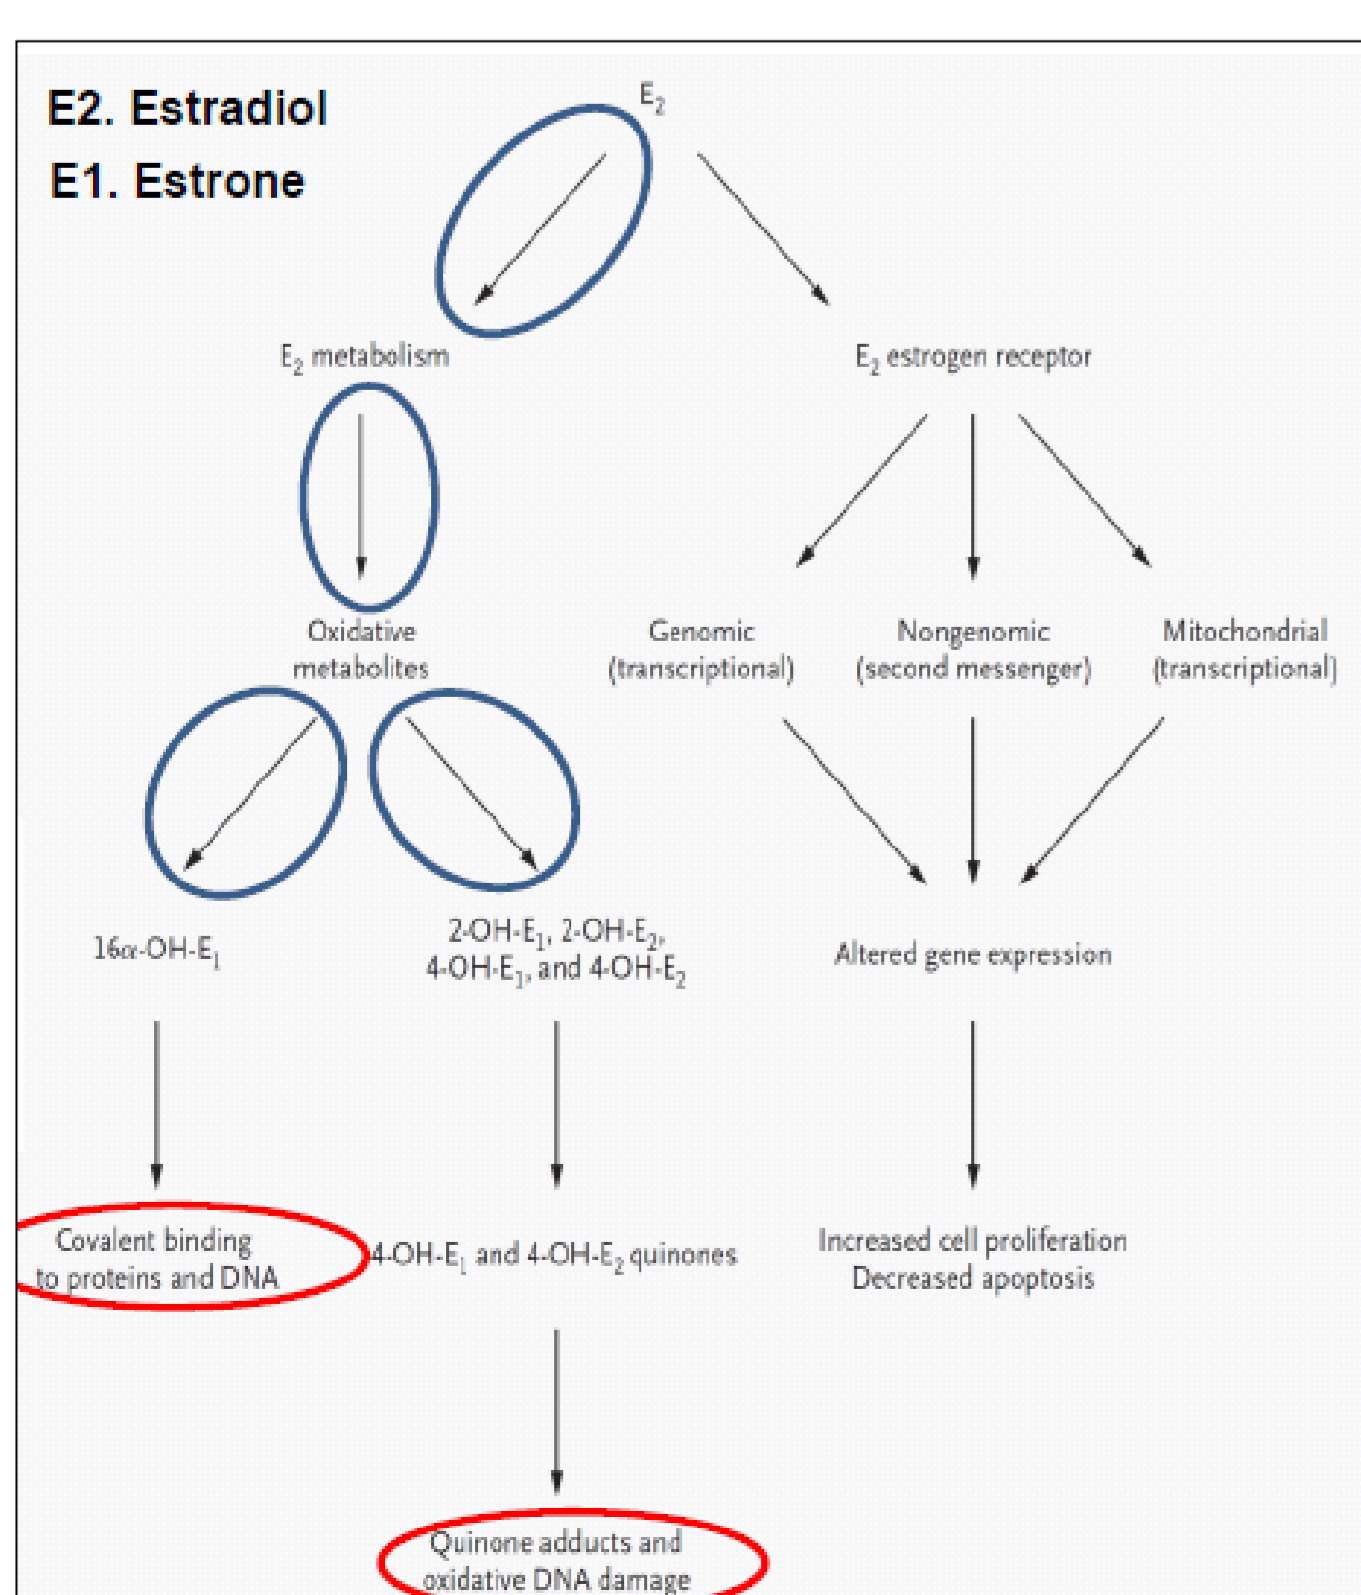 E2. Estradiol
E1. Estrone
E₂
E₂ metabolism
E₂ estrogen receptor
Oxidative
metabolites
Genomic
(transcriptional)
Nongenomic
(second messenger)
Mitochondrial
(transcriptional)
16α-OH-E₁
2-OH-E₁, 2-OH-E₂,
4-OH-E₁, and 4-OH-E₂
Altered gene expression
Covalent binding
to proteins and DNA
4-OH-E₁ and 4-OH-E₂ quinones
Increased cell proliferation
Decreased apoptosis
Quinone adducts and
oxidative DNA damage